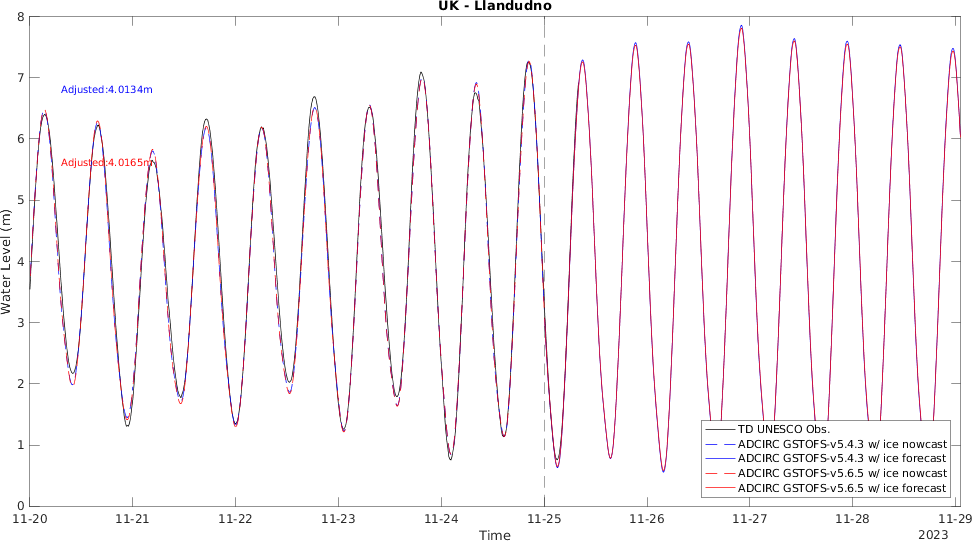 UK - Llandudno
8
7
6
5
4
3
2
1
0
Water Level (m)
Adjusted:4.0134m
Adjusted:4.0165m
TD UNESCO Obs.
ADCIRC GSTOFS-v5.4.3 w/ ice nowcast
ADCIRC GSTOFS-v5.4.3 w/ ice forecast
ADCIRC GSTOFS-v5.6.5 w/ ice nowcast
ADCIRC GSTOFS-v5.6.5 w/ ice forecast
11-20 11-21 11-22 11-23 11-24 11-25 11-26 11-27 11-28 11-29
Time
2023